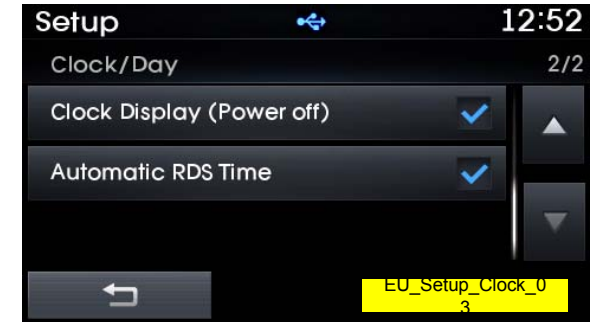 Setup
12:52
Clock/Day
2/2
Clock Display (Power off)
Automatic RDS Time
EU_Setup_Clock_0
3